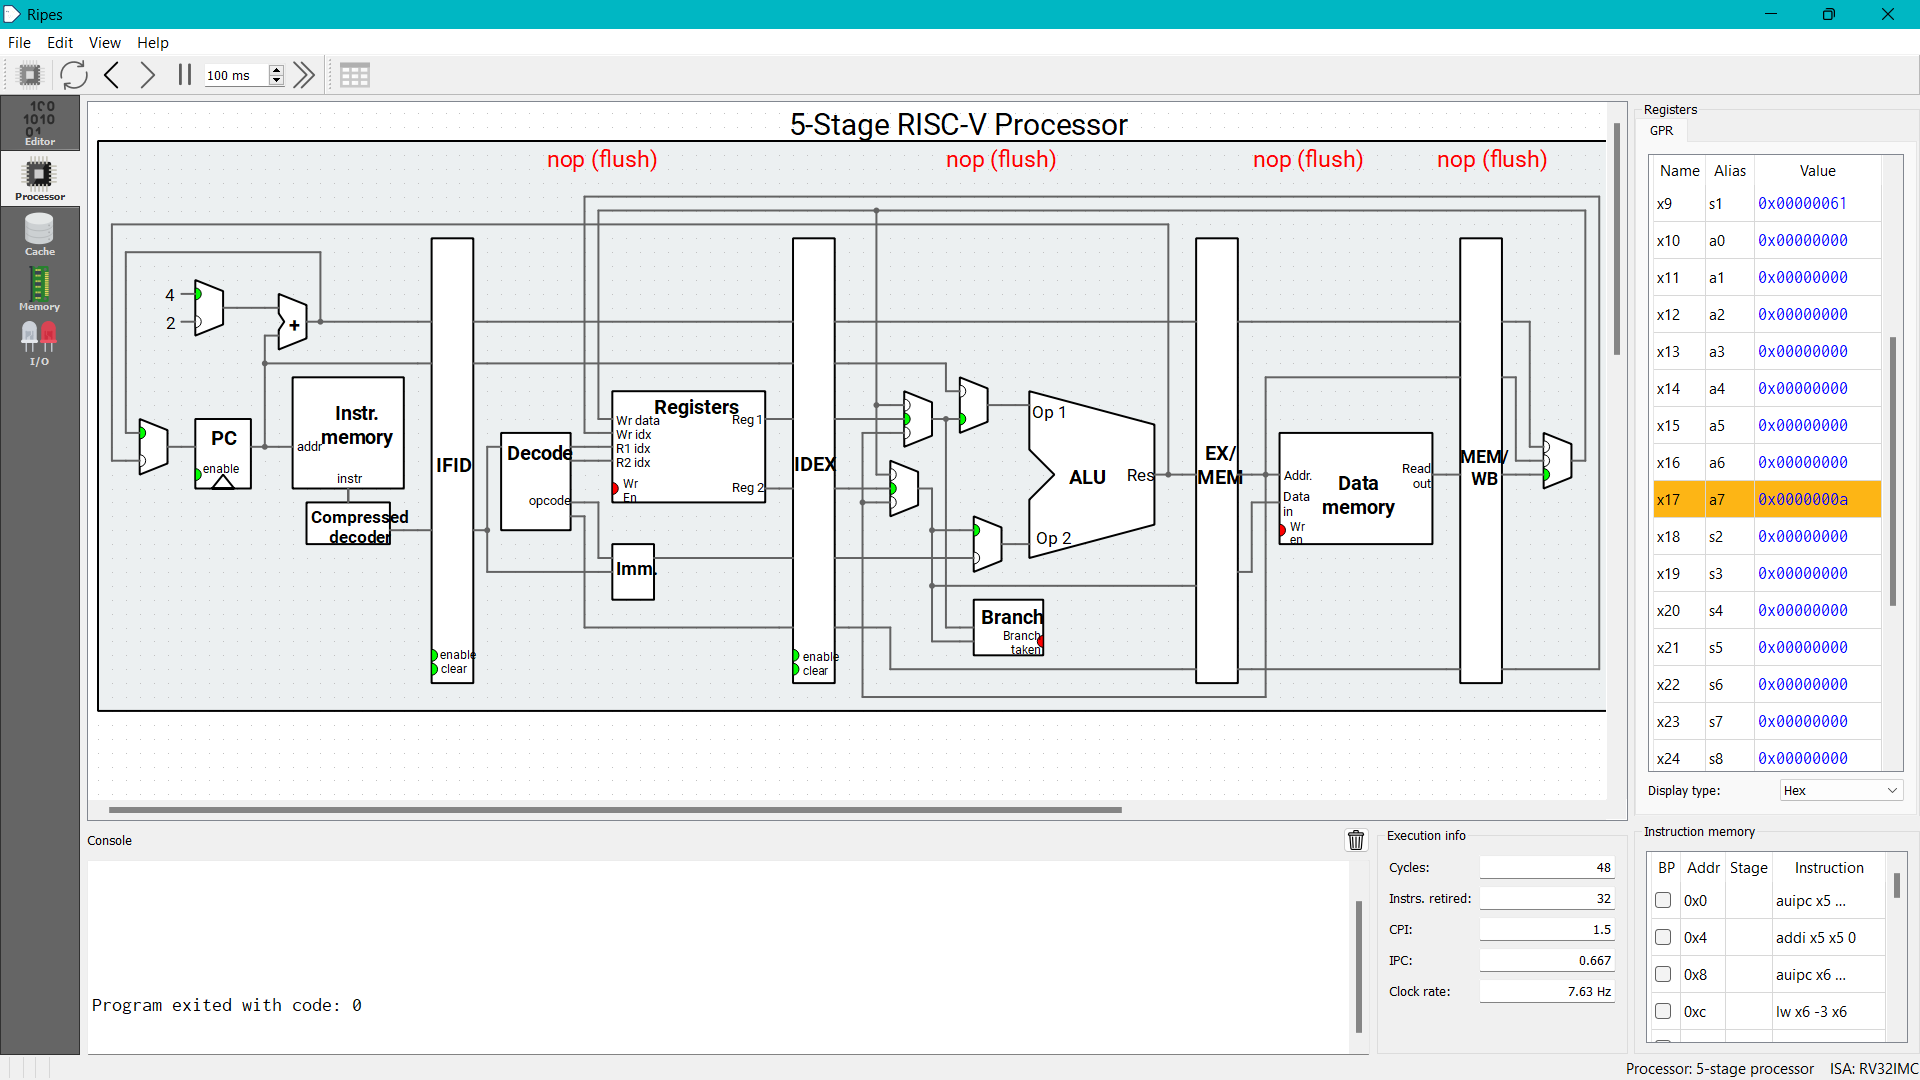 Ripes
File Edit View Help
100 ms
Editor
Processor
Cache
Memory
I/O
5-Stage RISC-V Processor
nop (flush) nop (flush) nop (flush) nop (flush)
4
2
+
PC
enable
Instr.
memory
addr
instr
Compressed
decoder
IFID
enable
clear
Decode
opcode
Registers
Wr data
Wr idx
R1 idx
R2 idx
Wr
En
Reg 1
Reg 2
Imm.
IDEX
enable
clear
Op 1
ALU
Res
Op 2
Branch
Branch
taken
EX/
MEM
Addr.
Data
in
Wr
en
Data
memory
Read
out
MEM/
WB
Registers
GPR
Name Alias Value
x9 s1 0x00000061
x10 a0 0x00000000
x11 a1 0x00000000
x12 a2 0x00000000
x13 a3 0x00000000
x14 a4 0x00000000
x15 a5 0x00000000
x16 a6 0x00000000
x17 a7 0x0000000a
x18 s2 0x00000000
x19 s3 0x00000000
x20 s4 0x00000000
x21 s5 0x00000000
x22 s6 0x00000000
x23 s7 0x00000000
x24 s8 0x00000000
Display type: Hex
Console
Program exited with code: 0
Execution info
Cycles: 48
Instrs. retired: 32
CPI: 1.5
IPC: 0.667
Clock rate: 7.63 Hz
Instruction memory
BP Addr Stage Instruction
0x0 auipc x5 ...
0x4 addi x5 x5 0
0x8 auipc x6 ...
0xc lw x6 -3 x6
Processor: 5-stage processor ISA: RV32IMC